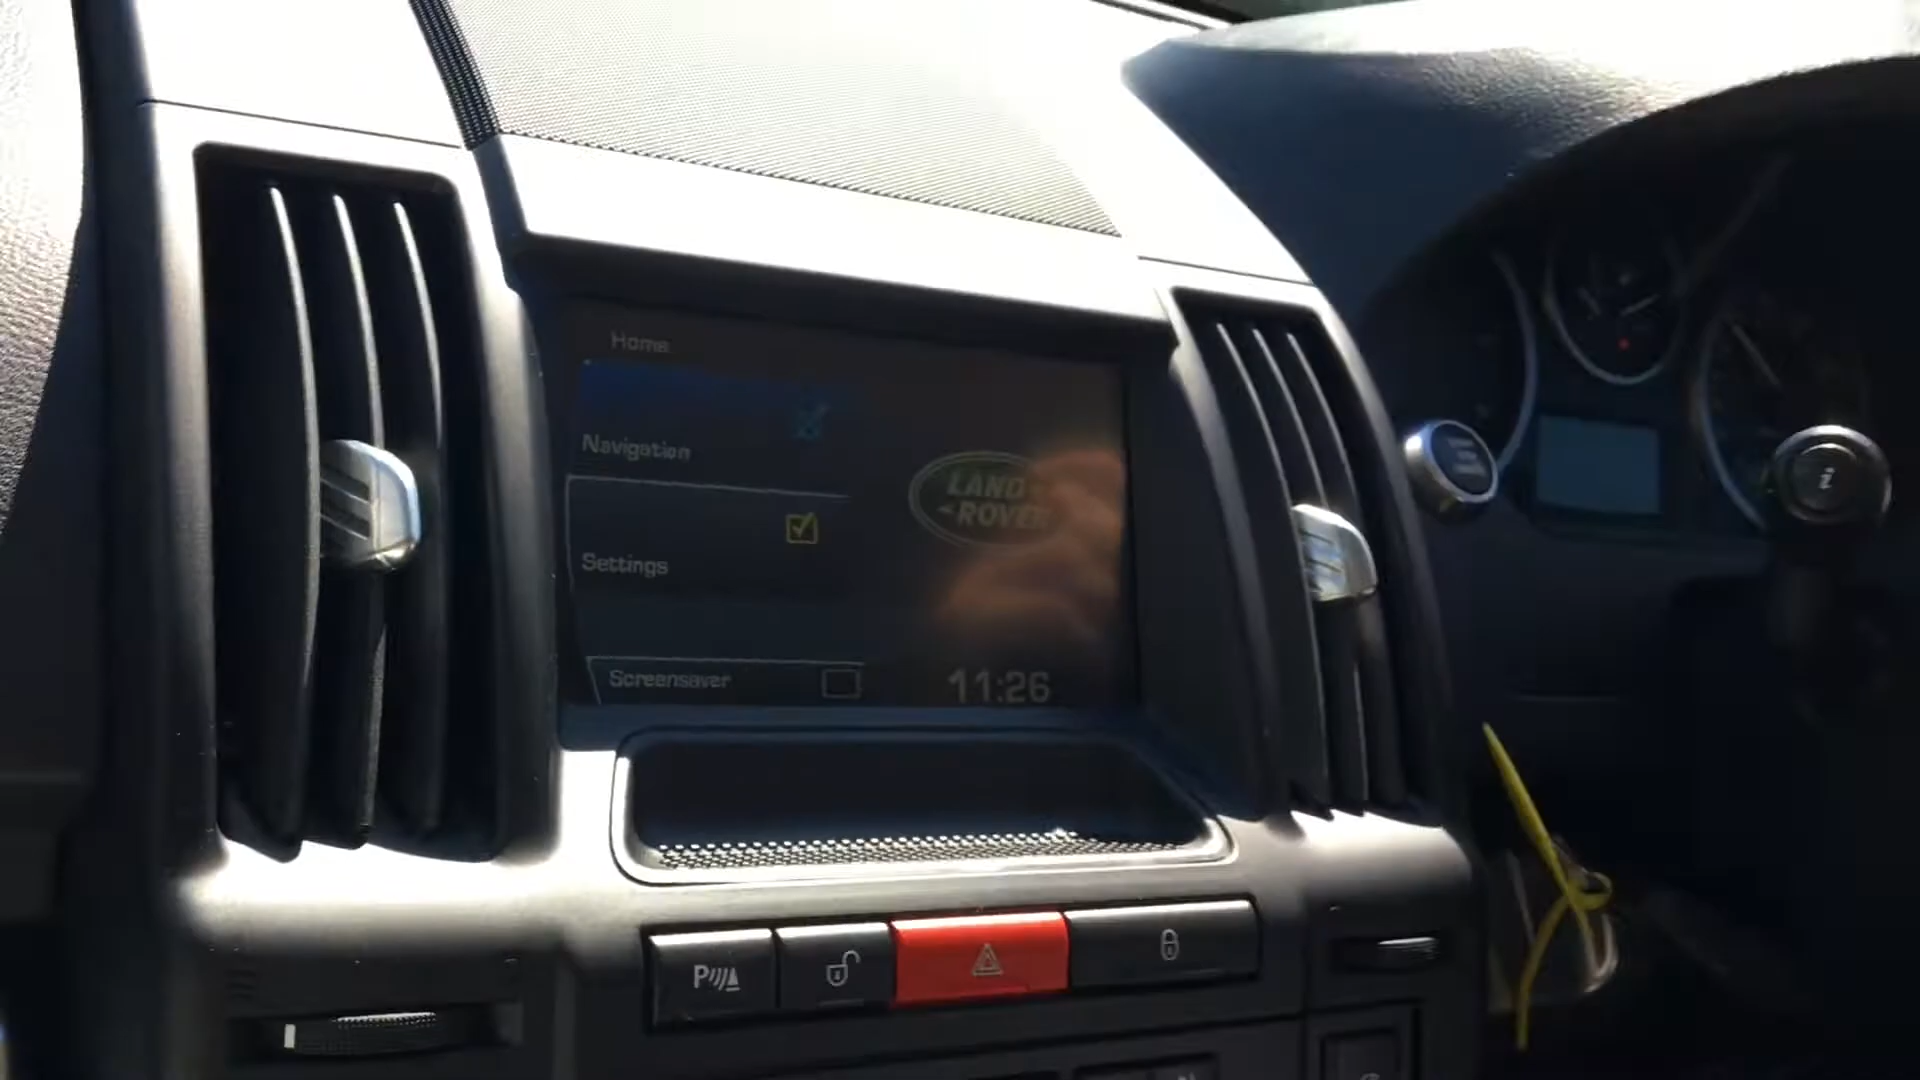 Home
Navigation
LAND-
-ROVER
Settings
Screensaver
11:26
P
i